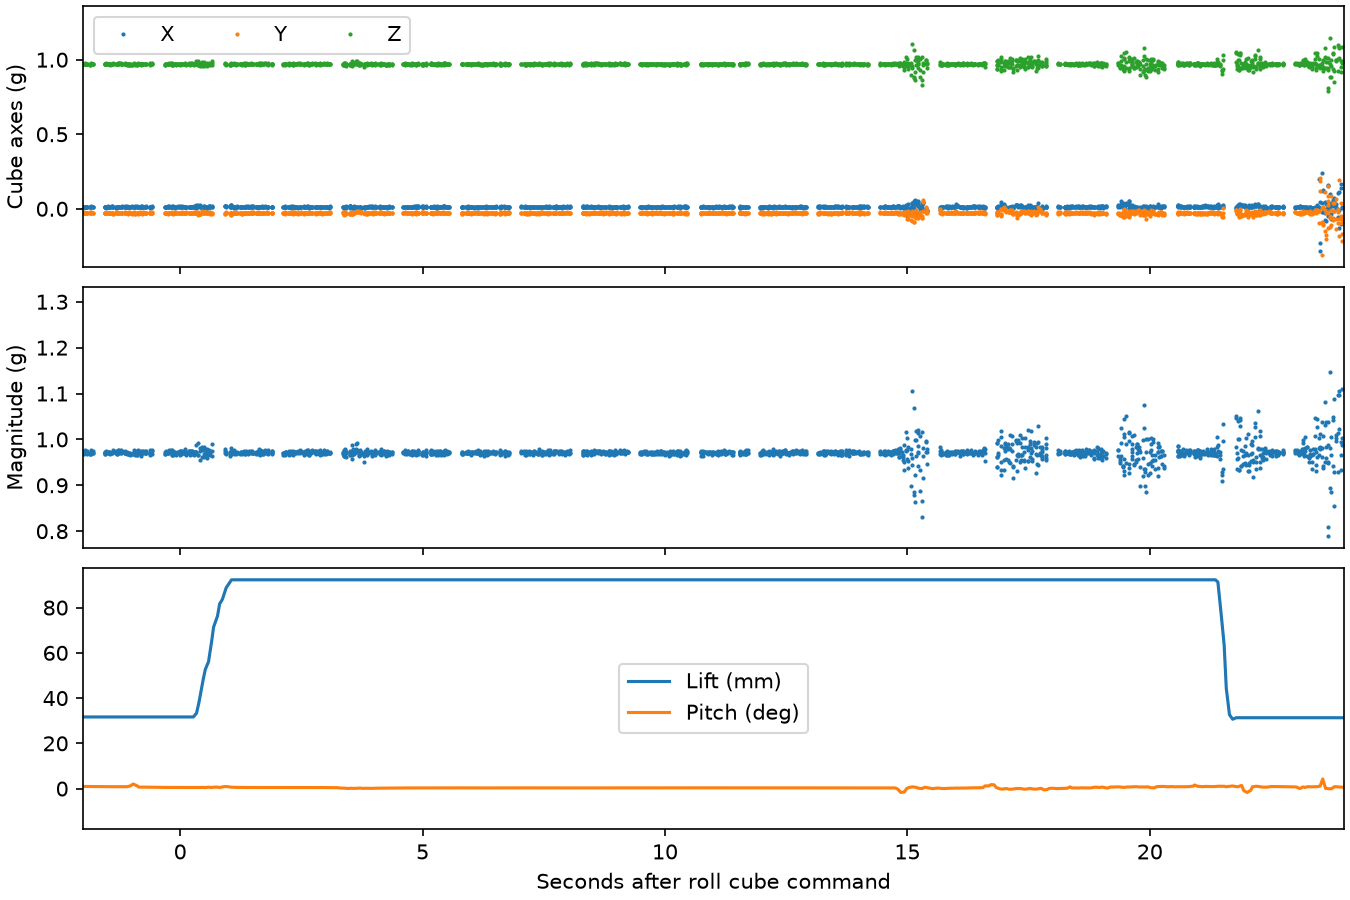 X Y Z
Cube axes (g)
1.0
0.5
0.0
Magnitude (g)
1.3
1.2
1.1
1.0
0.9
0.8
80
60
40
20
0
Lift (mm)
Pitch (deg)
0 5 10 15 20
Seconds after roll cube command